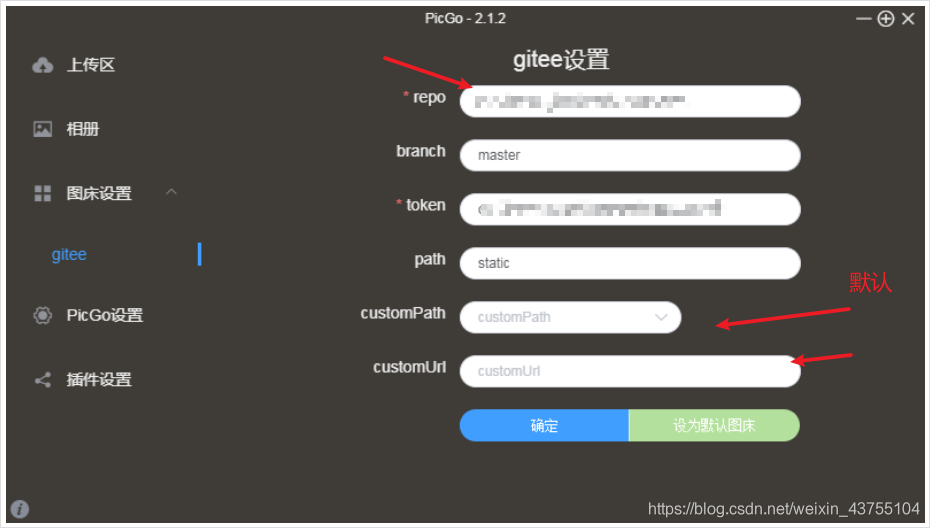 PicGo - 2.1.2
上传区
相册
图床设置
gitee
PicGo设置
插件设置
gitee设置
* repo
branch
master
* token
path
static
customPath
customPath
customUrl
customUrl
默认
确定
设为默认图床
https://blog.csdn.net/weixin_43755104